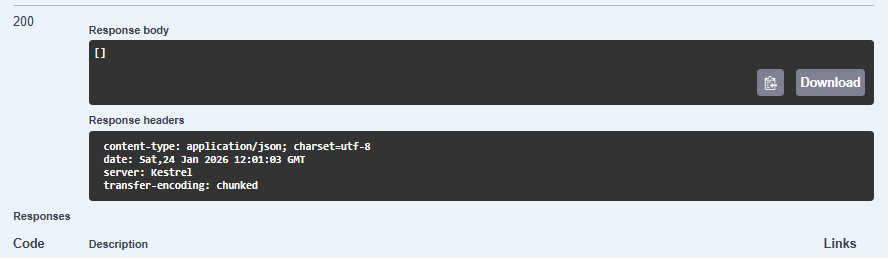 200
Response body
[]
Download
Response headers
content-type: application/json; charset=utf-8
date: Sat,24 Jan 2026 12:01:03 GMT
server: Kestrel
transfer-encoding: chunked
Responses
Code Description Links